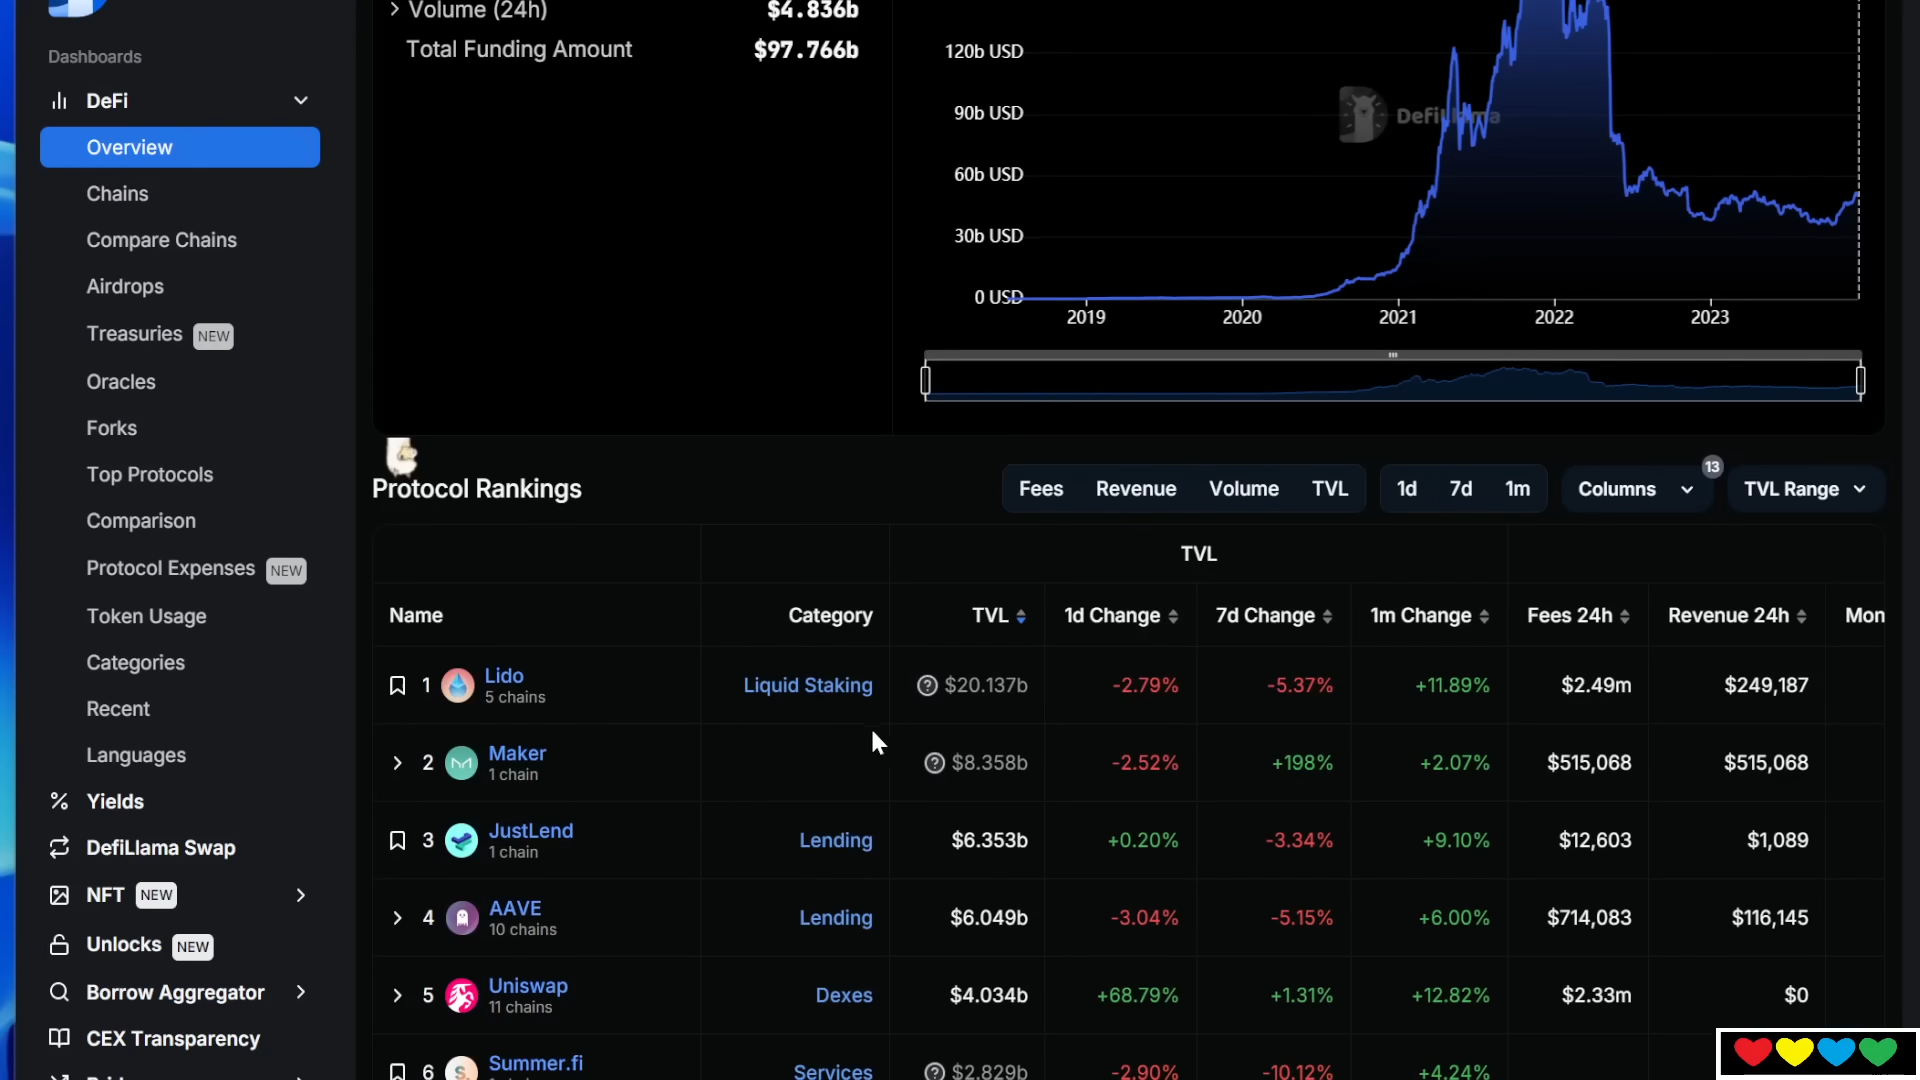 Volume (24h) $4.836b
Total Funding Amount $97.766b
120b USD
90b USD
60b USD
30b USD
0 USD
2019 2020 2021 2022 2023
DefiLlama
Dashboards
DeFi
Overview
Chains
Compare Chains
Airdrops
Treasuries NEW
Oracles
Forks
Top Protocols
Comparison
Protocol Expenses NEW
Token Usage
Categories
Recent
Languages
Yields
DefiLlama Swap
NFT NEW
Unlocks NEW
Borrow Aggregator
CEX Transparency
Protocol Rankings
Fees Revenue Volume TVL 1d 7d 1m Columns 13 TVL Range
TVL
Name Category TVL 1d Change 7d Change 1m Change Fees 24h Revenue 24h Mon
1 Lido Liquid Staking $20.137b -2.79% -5.37% +11.89% $2.49m $249,187
5 chains
2 Maker $8.358b -2.52% +198% +2.07% $515,068 $515,068
1 chain
3 JustLend Lending $6.353b +0.20% -3.34% +9.10% $12,603 $1,089
1 chain
4 AAVE Lending $6.049b -3.04% -5.15% +6.00% $714,083 $116,145
10 chains
5 Uniswap Dexes $4.034b +68.79% +1.31% +12.82% $2.33m $0
11 chains
6 Summer.fi Services $2.829b -2.90% -10.12% +4.24%